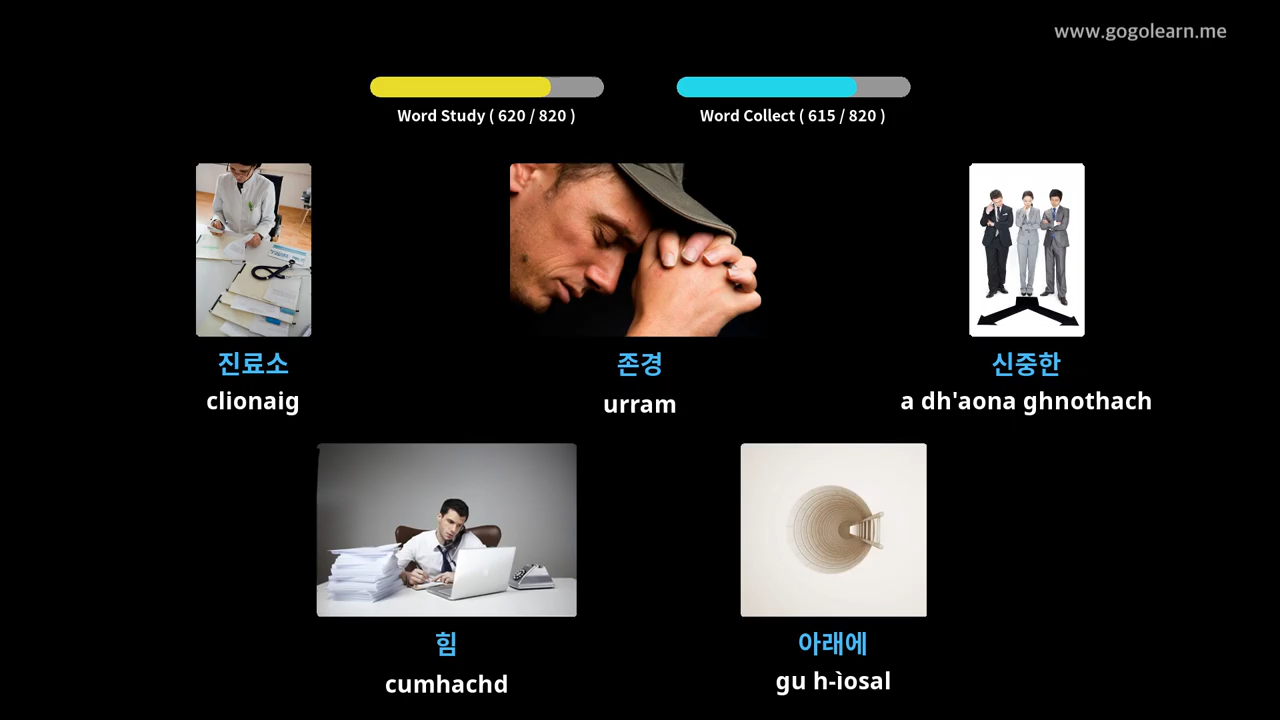 www.gogolearn.me
Word Study ( 620 / 820 )
Word Collect ( 615 / 820 )
진료소
clionaig
존경
urram
신중한
a dh'aona ghnothach
힘
cumhachd
아래에
gu h-ìosal